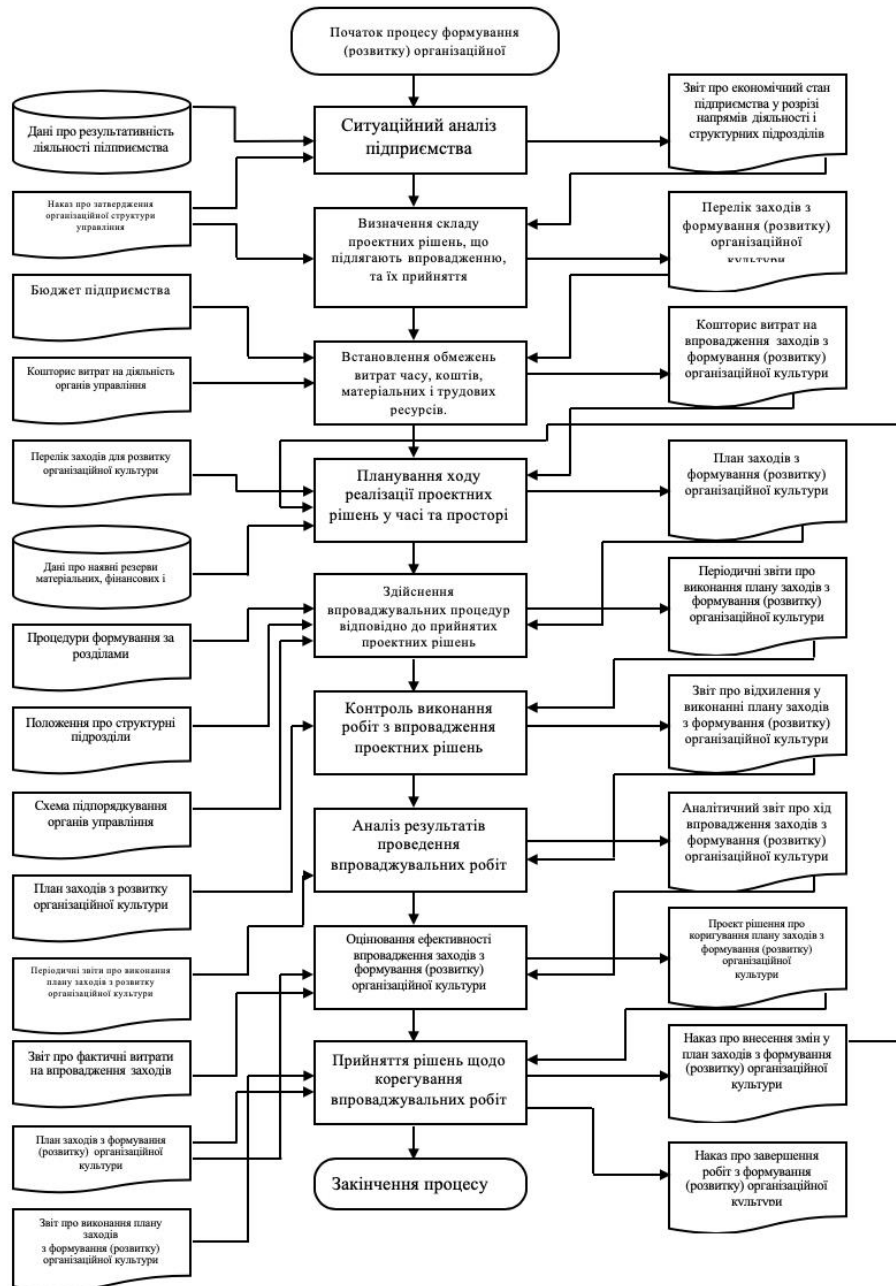 Початок процесу формування
(розвитку) організаційної
Дані про результативність
діяльності підприємства
Ситуаційний аналіз
підприємства
Звіт про економічний стан
підприємства у розрізі
напрямів діяльності і
структурних підрозділів
Наказ про затвердження
організаційної структури
управління
Визначення складу
проектних рішень, що
підлягають впровадженню,
та їх прийняття
Перелік заходів з
формування (розвитку)
організаційної
культури
Бюджет підприємства
Кошторис витрат на діяльність
органів управління
Встановлення обмежень
витрат часу, коштів,
матеріальних і трудових
ресурсів.
Кошторис витрат на
впровадження заходів з
формування (розвитку)
організаційної культури
Перелік заходів для розвитку
організаційної культури
Планування ходу
реалізації проектних
рішень у часі та просторі
План заходів з
формування (розвитку)
організаційної культури
Дані про наявні резерви
матеріальних, фінансових і
Здійснення
впроваджувальних процедур
відповідно до прийнятих
проектних рішень
Періодичні звіти про
виконання плану заходів з
формування (розвитку)
організаційної культури
Процедури формування за
розділами
Положення про структурні
підрозділи
Контроль виконання
робіт з впровадження
проектних рішень
Звіт про відхилення у
виконанні плану заходів
з формування (розвитку)
організаційної культури
Схема підпорядкування
органів управління
Аналіз результатів
проведення
впроваджувальних робіт
Аналітичний звіт про хід
впровадження заходів з
формування (розвитку)
організаційної культури
План заходів з розвитку
організаційної культури
Періодичні звіти про виконання
плану заходів з розвитку
організаційної культури
Оцінювання ефективності
впровадження заходів з
формування (розвитку)
організаційної культури
Проект рішення про
коригування плану заходів з
формування (розвитку)
організаційної
культури
Звіт про фактичні витрати
на впровадження заходів
Прийняття рішень щодо
корегування
впроваджувальних робіт
Наказ про внесення змін у
план заходів з формування
(розвитку) організаційної
культури
План заходів з формування
(розвитку) організаційної
культури
Закінчення процесу
Наказ про завершення
робіт з формування
(розвитку) організаційної
культури
Звіт про виконання плану
заходів
з формування (розвитку)
організаційної культури